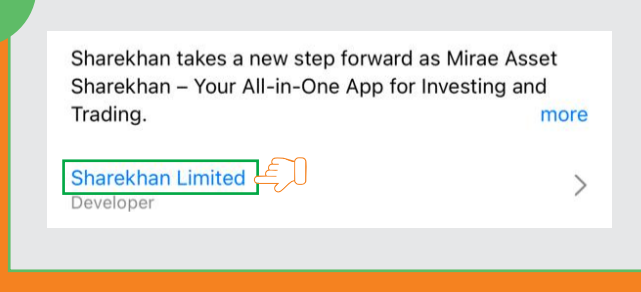 Sharekhan takes a new step forward as Mirae Asset
Sharekhan – Your All-in-One App for Investing and
Trading.
more
Sharekhan Limited
Developer